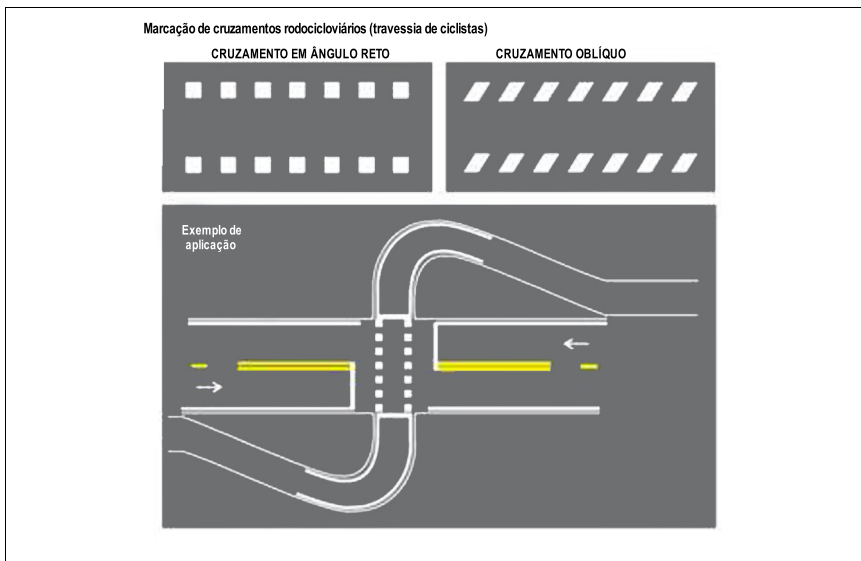 Marcação de cruzamentos rodocicloviários (travessia de ciclistas)
CRUZAMENTO EM ÂNGULO RETO
CRUZAMENTO OBLÍQUO
Exemplo de
aplicação